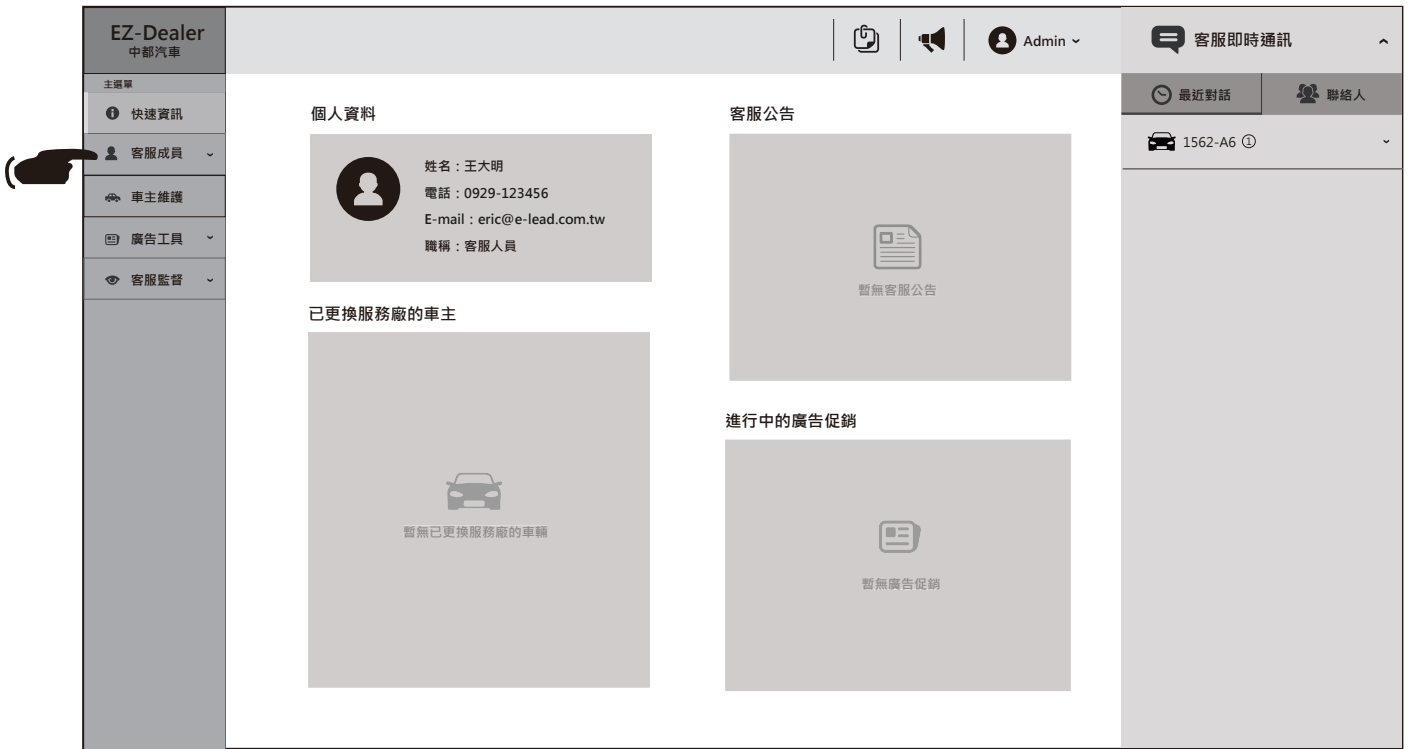 EZ-Dealer
中都汽車
主選單
快速資訊
客服成員
車主維護
廣告工具
客服監督
Admin
個人資料
姓名：王大明
電話：0929-123456
E-mail：eric@e-lead.com.tw
職稱：客服人員
已更換服務廠的車主
暫無已更換服務廠的車輛
客服公告
暫無客服公告
進行中的廣告促銷
暫無廣告促銷
客服即時通訊
最近對話
聯絡人
1562-A6 ①